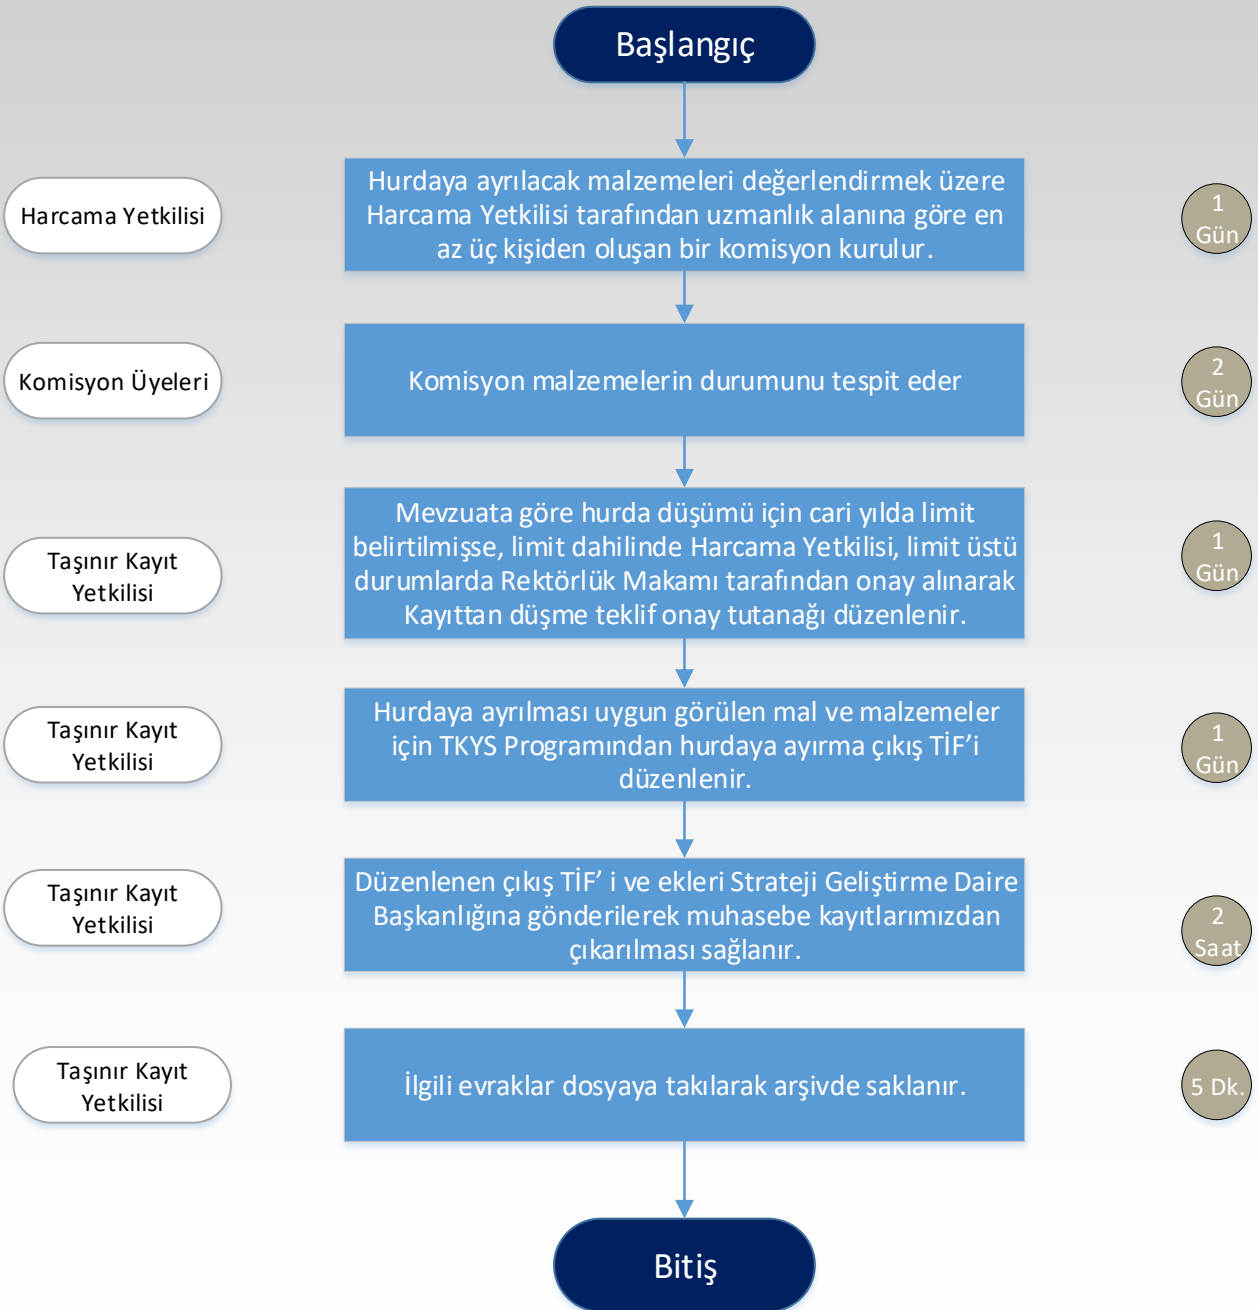 Başlangıç
Harcama Yetkilisi
Hurdaya ayrılacak malzemeleri değerlendirmek üzere
Harcama Yetkilisi tarafından uzmanlık alanına göre en
az üç kişiden oluşan bir komisyon kurulur.
1
Gün
Komisyon Üyeleri
Komisyon malzemelerin durumunu tespit eder
2
Gün
Taşınır Kayıt
Yetkilisi
Mevzuata göre hurda düşümü için cari yılda limit
belirtilmişse, limit dahilinde Harcama Yetkilisi, limit üstü
durumlarda Rektörlük Makamı tarafından onay alınarak
Kayıttan düşme teklif onay tutanağı düzenlenir.
1
Gün
Taşınır Kayıt
Yetkilisi
Hurdaya ayrılması uygun görülen mal ve malzemeler
için TKYS Programından hurdaya ayırma çıkış TİF’i
düzenlenir.
1
Gün
Taşınır Kayıt
Yetkilisi
Düzenlenen çıkış TİF’ i ve ekleri Strateji Geliştirme Daire
Başkanlığına gönderilerek muhasebe kayıtlarımızdan
çıkarılması sağlanır.
2
Saat
Taşınır Kayıt
Yetkilisi
İlgili evraklar dosyaya takılarak arşivde saklanır.
5 Dk.
Bitiş